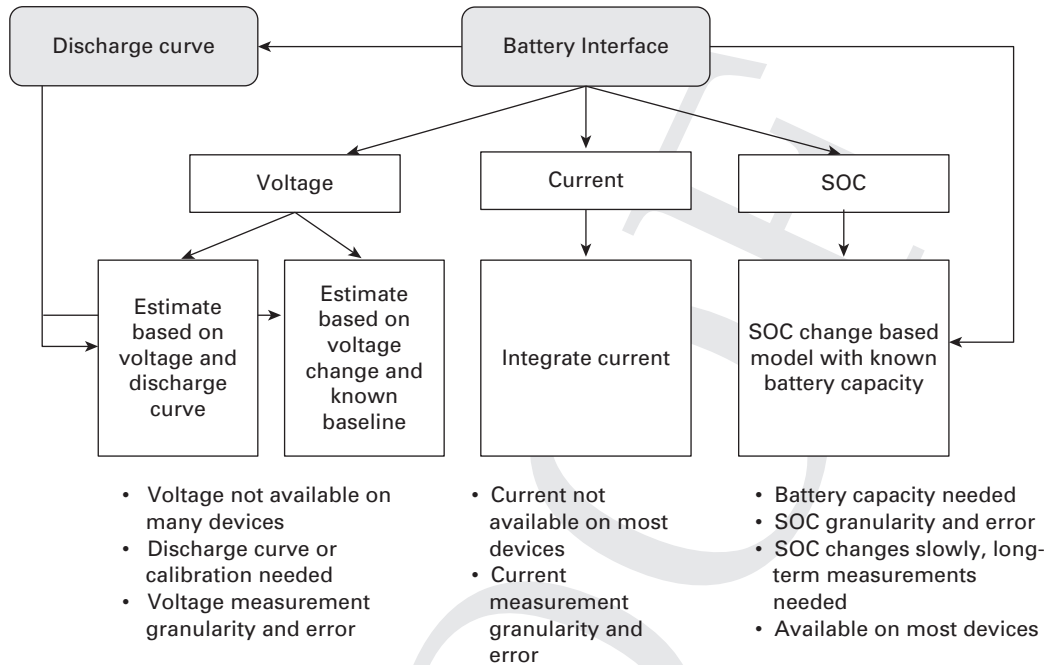 Discharge curve
Battery Interface
Voltage
Current
SOC
Estimate
based on
voltage and
discharge
curve
Estimate
based on
voltage
change and
known
baseline
Integrate current
SOC change based
model with known
battery capacity
• Voltage not available on
many devices
• Discharge curve or
calibration needed
• Voltage measurement
granularity and error
• Current not
available on most
devices
• Current
measurement
granularity and
error
• Battery capacity needed
• SOC granularity and error
• SOC changes slowly, long-
term measurements
needed
• Available on most devices